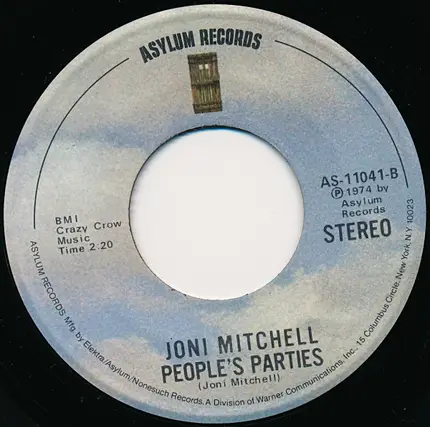 ASYLUM RECORDS
AS-11041-B
Ⓟ 1974 by
Asylum
Records
STEREO
BMI
Crazy Crow
Music
Time 2.20
JONI MITCHELL
PEOPLE'S PARTIES
(Joni Mitchell)
ASYLUM RECORDS Mfg. by Elektra/Asylum/Nonesuch Records. A Division of Warner Communications, Inc. 15 Columbus Circle, New York, N.Y. 10023